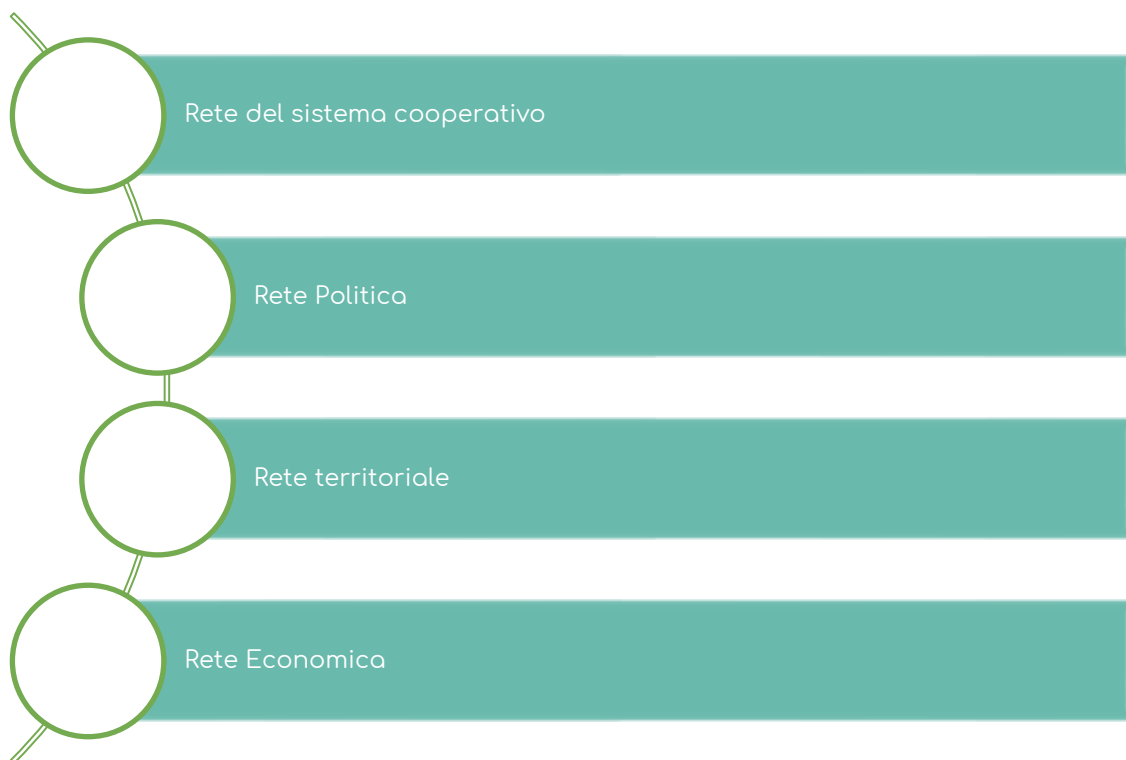 Rete del sistema cooperativo
Rete Politica
Rete territoriale
Rete Economica